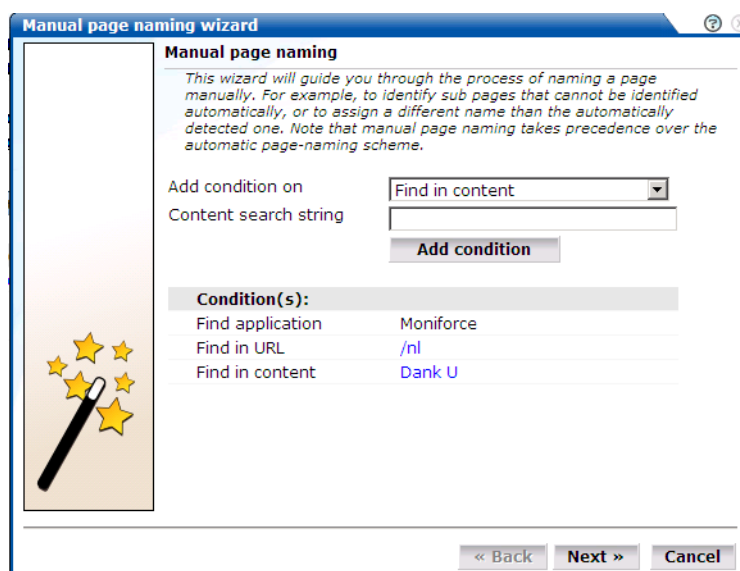 Manual page naming wizard
Manual page naming
This wizard will guide you through the process of naming a page
manually. For example, to identify sub pages that cannot be identified
automatically, or to assign a different name than the automatically
detected one. Note that manual page naming takes precedence over the
automatic page-naming scheme.
Add condition on Find in content
Content search string
Add condition
Condition(s):
Find application Moniforce
Find in URL /nl
Find in content Dank U
« Back Next » Cancel